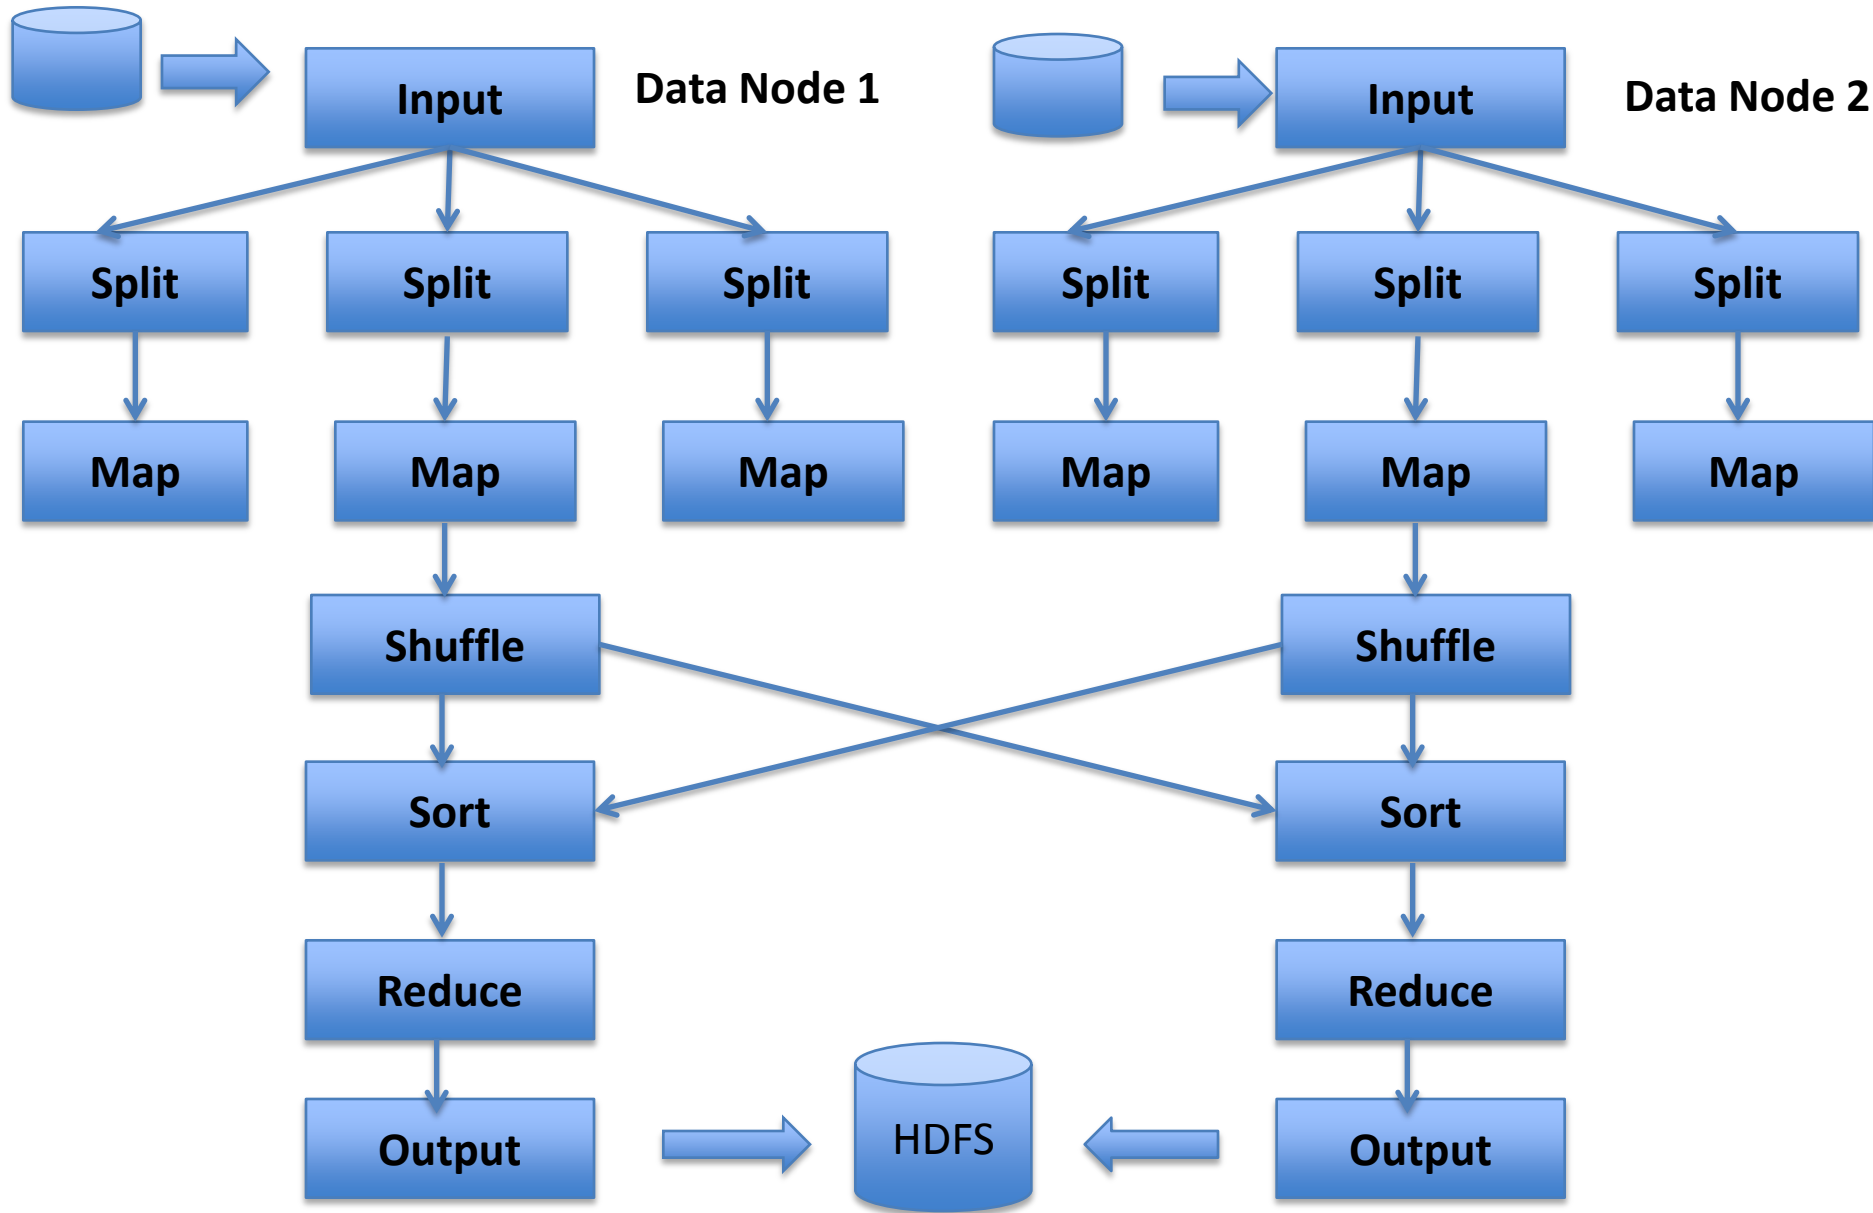 Input
Data Node 1
Input
Data Node 2
Split
Split
Split
Split
Split
Split
Map
Map
Map
Map
Map
Map
Shuffle
Shuffle
Sort
Sort
Reduce
Reduce
Output
HDFS
Output